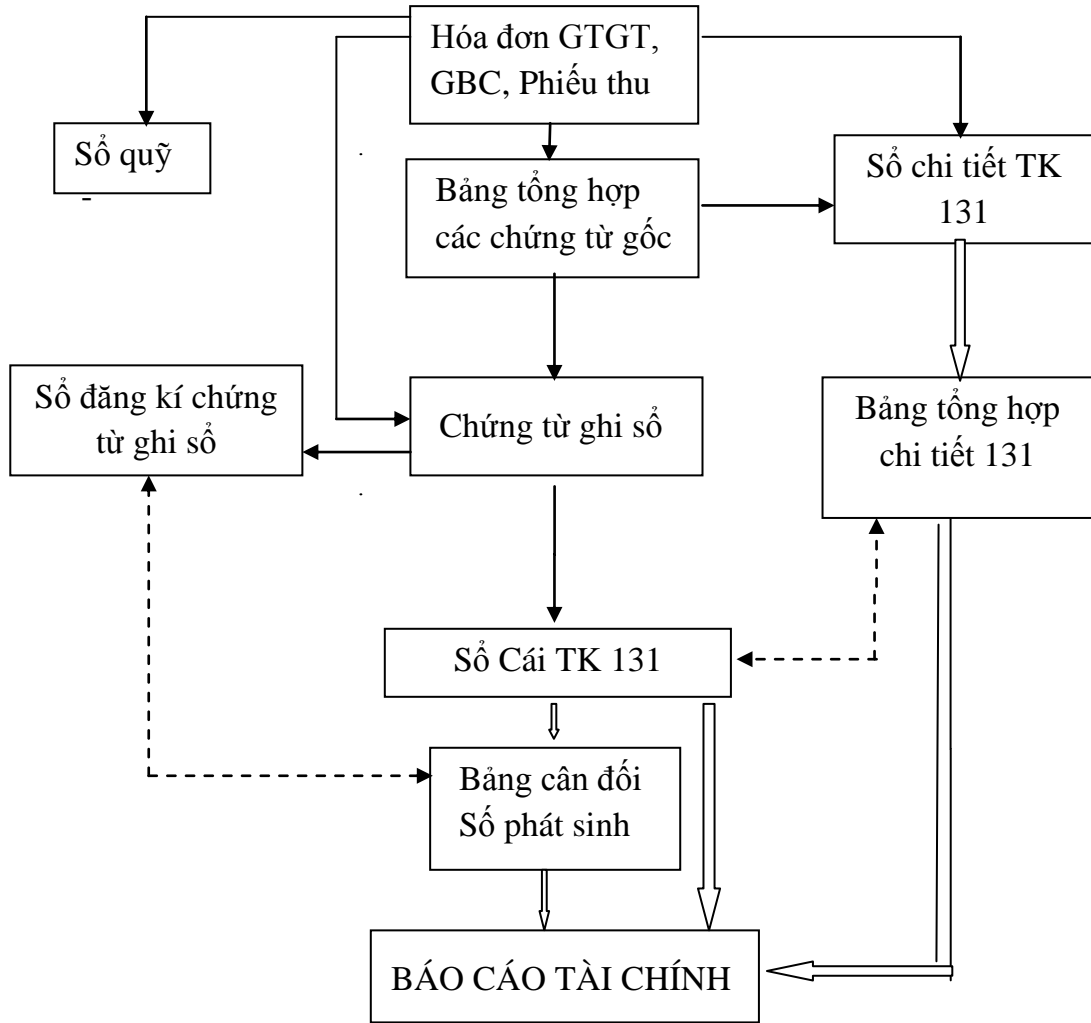 Hóa đơn GTGT,
GBC, Phiếu thu
Sổ quỹ
Sổ chi tiết TK
131
Bảng tổng hợp
các chứng từ gốc
Sổ đăng kí chứng
từ ghi sổ
Chứng từ ghi sổ
Bảng tổng hợp
chi tiết 131
Sổ Cái TK 131
Bảng cân đối
Số phát sinh
BÁO CÁO TÀI CHÍNH